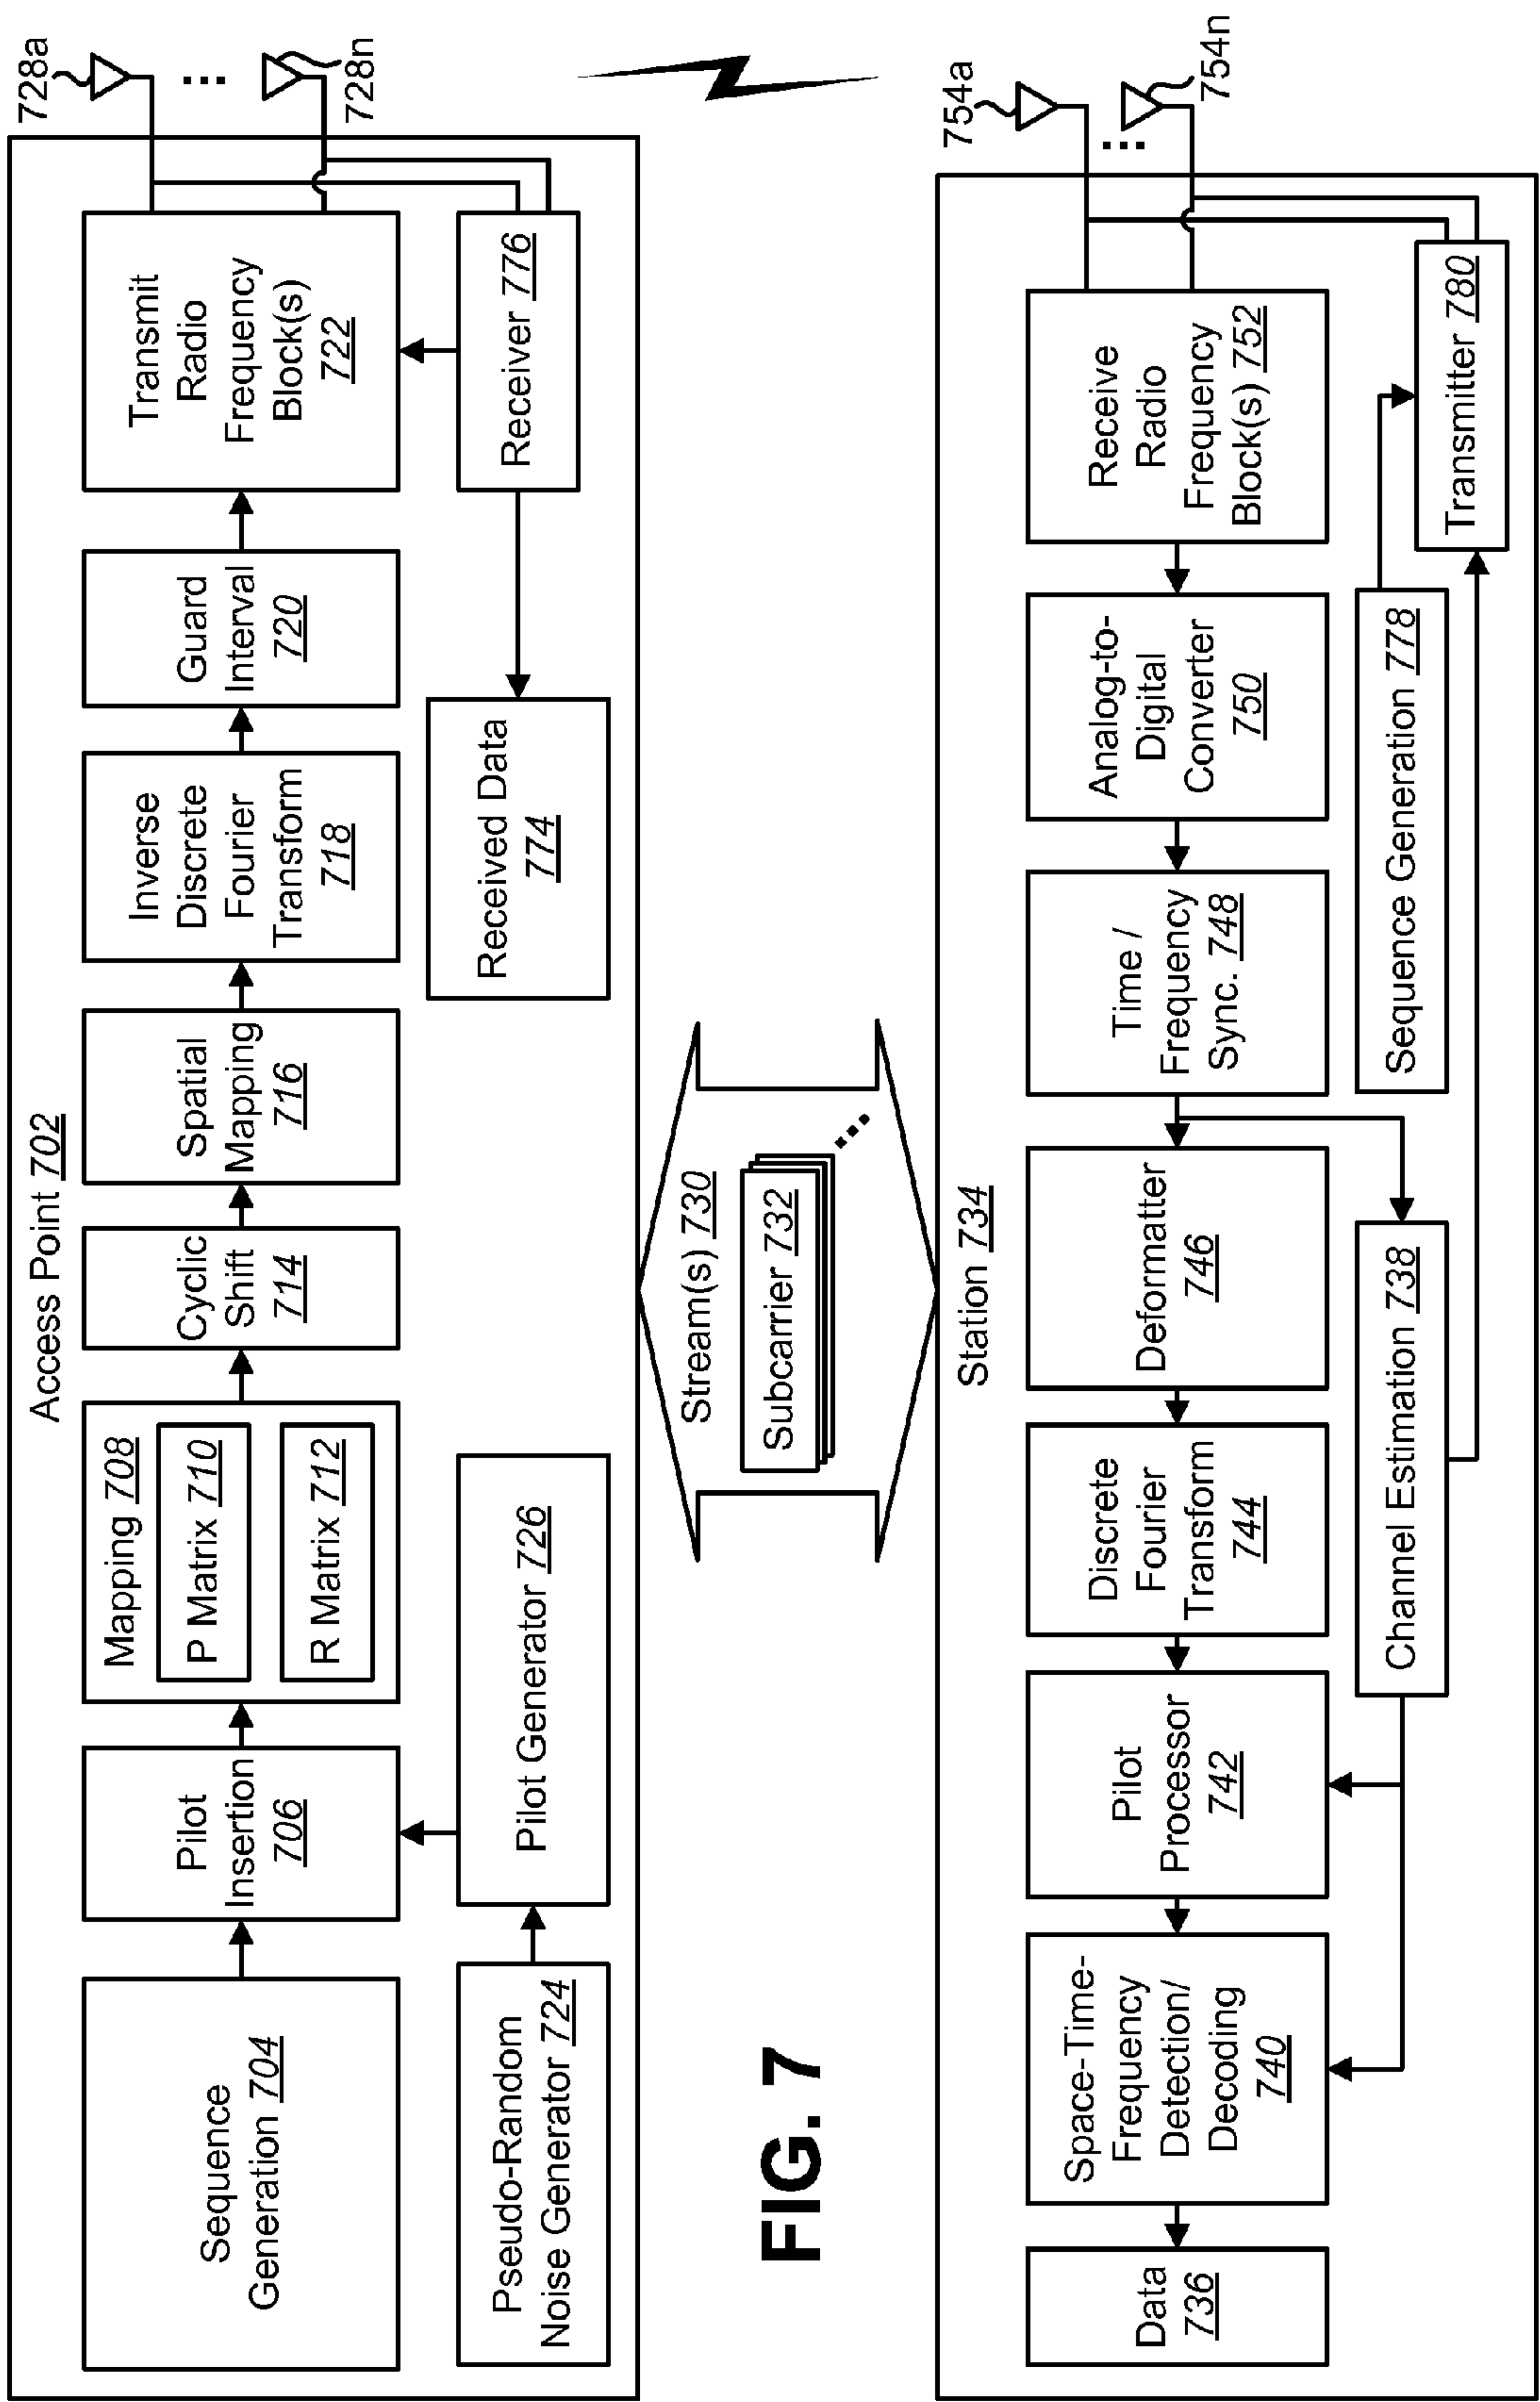 Access Point 702
Sequence
Generation 704
Pilot
Insertion
706
Mapping 708
P Matrix 710
R Matrix 712
Cyclic
Shift
714
Spatial
Mapping
716
Inverse
Discrete
Fourier
Transform
718
Guard
Interval
720
Transmit
Radio
Frequency
Block(s)
722
728a
728n
Pseudo-Random
Noise Generator 724
Pilot Generator 726
Received Data
774
Receiver 776
Stream(s) 730
Subcarrier 732
FIG. 7
Station 734
Data
736
Space-Time-
Frequency
Detection/
Decoding
740
Pilot
Processor
742
Discrete
Fourier
Transform
744
Deformatter
746
Time /
Frequency
Sync. 748
Analog-to-
Digital
Converter
750
Receive
Radio
Frequency
Block(s) 752
754a
754n
Channel Estimation 738
Sequence Generation 778
Transmitter 780